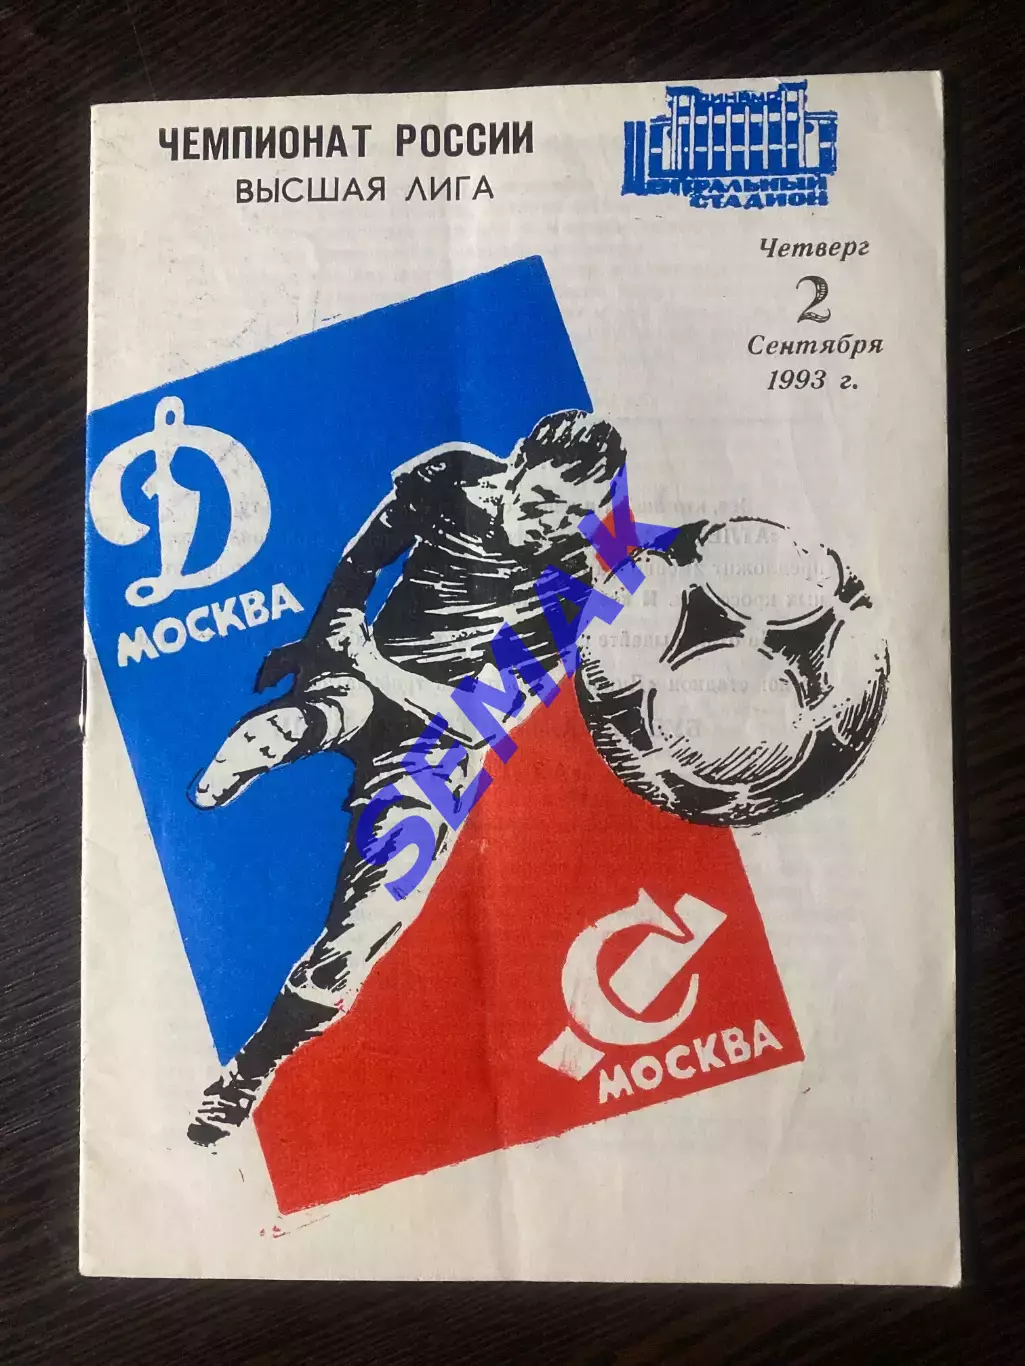 ЧЕМПИОНАТ РОССИИ
ВЫСШАЯ ЛИГА
ДИНАМО
ЦЕНТРАЛЬНЫЙ
СТАДИОН
Четверг
2
Сентября
1993 г.
Д
МОСКВА
SEMAK
С
МОСКВА